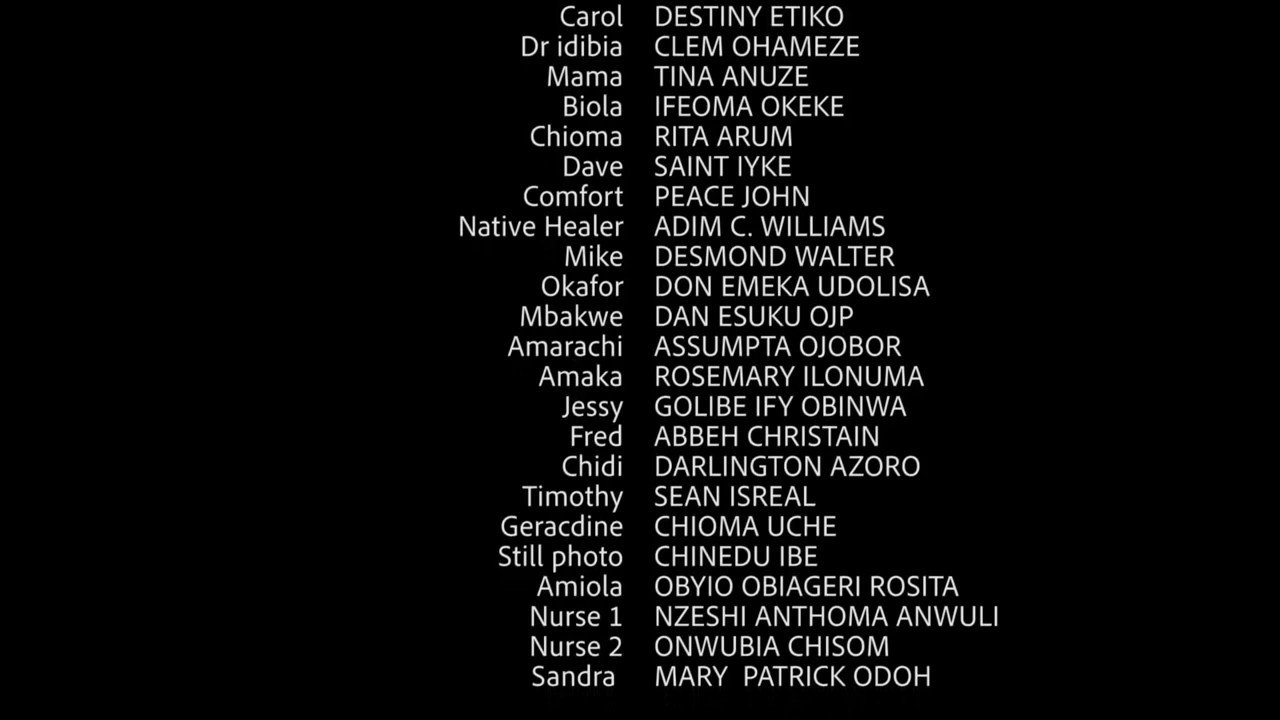 Carol DESTINY ETIKO
Dr idibia CLEM OHAMEZE
Mama TINA ANUZE
Biola IFEOMA OKEKE
Chioma RITA ARUM
Dave SAINT IYKE
Comfort PEACE JOHN
Native Healer ADIM C. WILLIAMS
Mike DESMOND WALTER
Okafor DON EMEKA UDOLISA
Mbakwe DAN ESUKU OJP
Amarachi ASSUMPTA OJOBOR
Amaka ROSEMARY ILONUMA
Jessy GOLIBE IFY OBINWA
Fred ABBEH CHRISTAIN
Chidi DARLINGTON AZORO
Timothy SEAN ISREAL
Geracdine CHIOMA UCHE
Still photo CHINEDU IBE
Amiola OBYIO OBIAGERI ROSITA
Nurse 1 NZESHI ANTHOMA ANWULI
Nurse 2 ONWUBIA CHISOM
Sandra MARY PATRICK ODOH